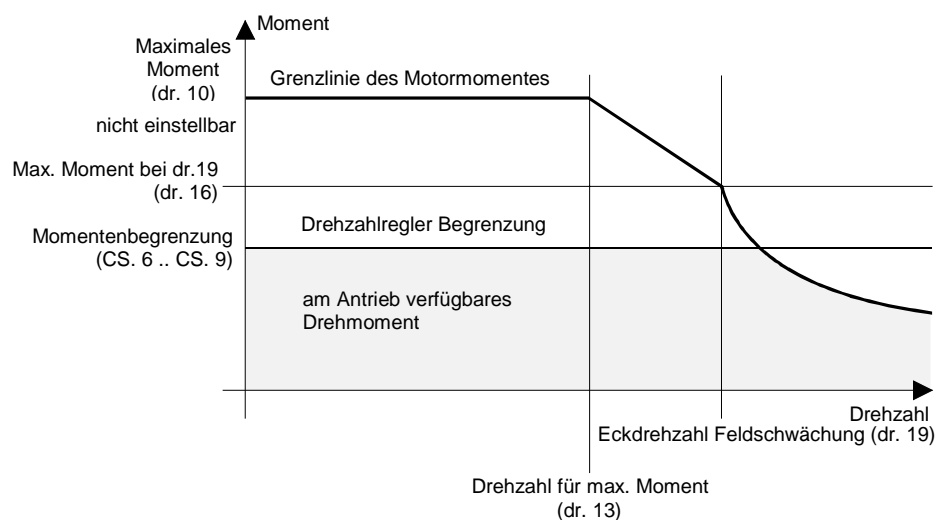 Moment
Maximales
Moment
(dr. 10)
Grenzlinie des Motormomentes
nicht einstellbar
Max. Moment bei dr.19
(dr. 16)
Drehzahlregler Begrenzung
Momentenbegrenzung
(CS. 6 .. CS. 9)
am Antrieb verfügbares
Drehmoment
Drehzahl
Eckdrehzahl Feldschwächung (dr. 19)
Drehzahl für max. Moment
(dr. 13)